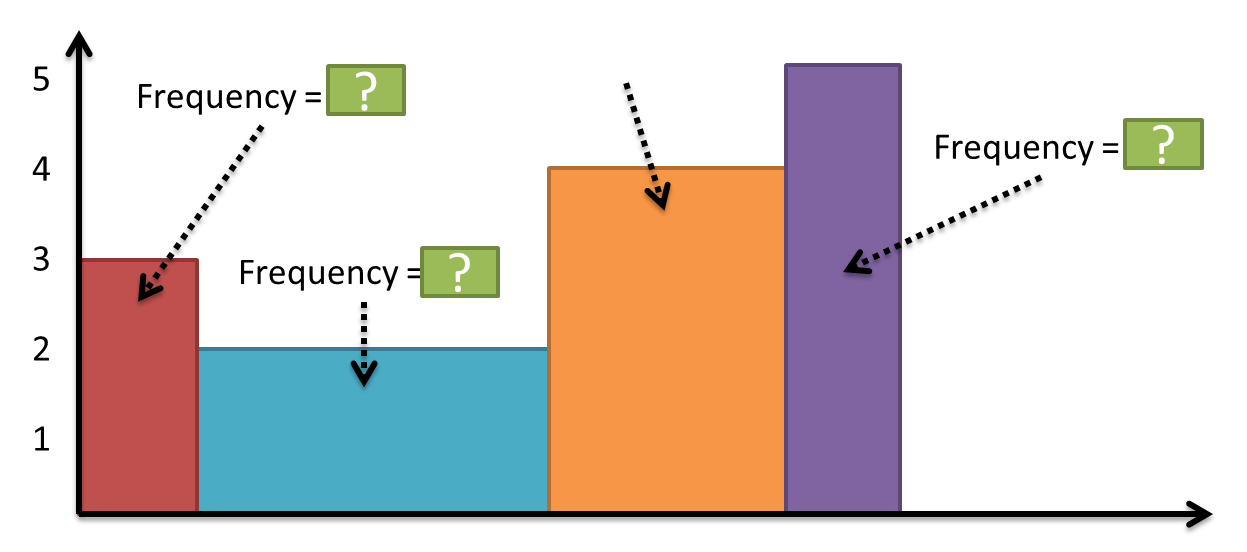 5
Frequency = ?
Frequency = ?
4
3
Frequency = ?
2
1